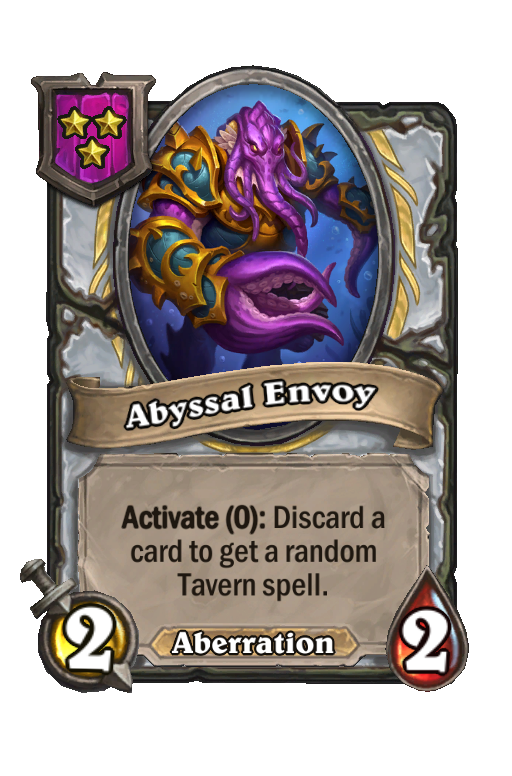 Abyssal Envoy
Activate (0): Discard a
card to get a random
Tavern spell.
2
Aberration
2